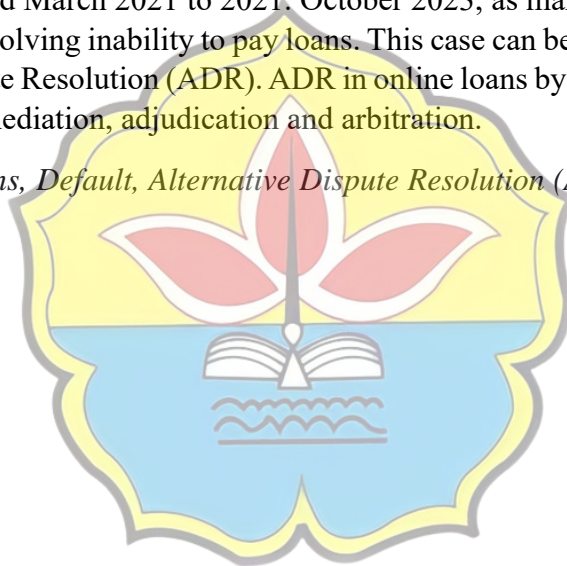 d March 2021 to 2021. October 2023, as ma
olving inability to pay loans. This case can be
e Resolution (ADR). ADR in online loans by
ediation, adjudication and arbitration.
ns, Default, Alternative Dispute Resolution (